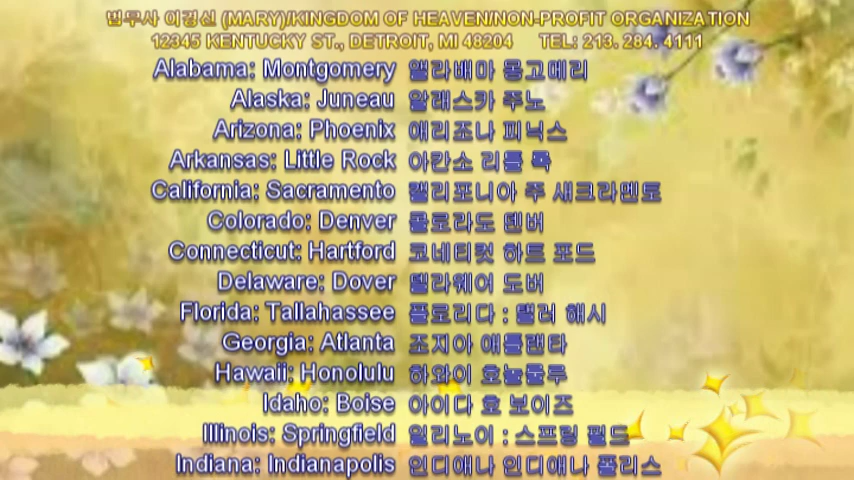 법무사 이경신 (MARY)/KINGDOM OF HEAVEN/NON-PROFIT ORGANIZATION
12345 KENTUCKY ST., DETROIT, MI 48204 TEL: 213. 284. 4111
Alabama: Montgomery 앨라배마 몽고메리
Alaska: Juneau 알래스카 주노
Arizona: Phoenix 애리조나 피닉스
Arkansas: Little Rock 아칸소 리틀 록
California: Sacramento 캘리포니아 주 새크라멘토
Colorado: Denver 콜로라도 덴버
Connecticut: Hartford 코네티컷 하트 포드
Delaware: Dover 델라웨어 도버
Florida: Tallahassee 플로리다 : 탤러 해시
Georgia: Atlanta 조지아 애틀랜타
Hawaii: Honolulu 하와이 호놀룰루
Idaho: Boise 아이다 호 보이즈
Illinois: Springfield 일리노이 : 스프링 필드
Indiana: Indianapolis 인디애나 인디애나 폴리스